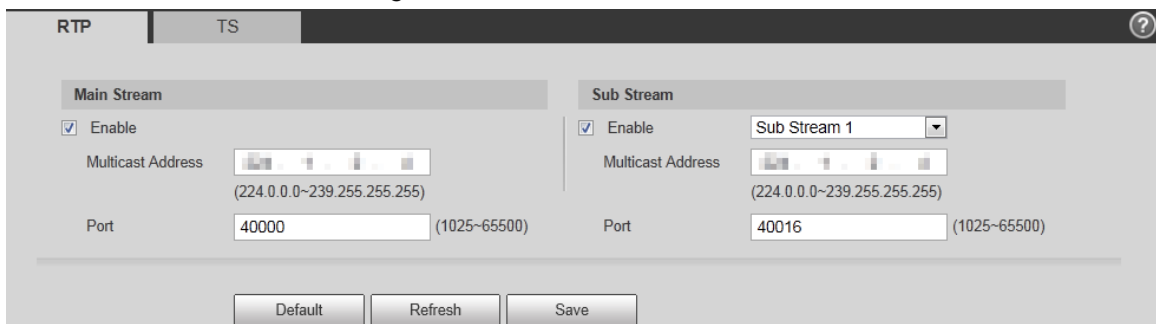 RTP TS ?
Main Stream Sub Stream
Enable Enable Sub Stream 1
Multicast Address Multicast Address
(224.0.0.0~239.255.255.255) (224.0.0.0~239.255.255.255)
Port 40000 (1025~65500) Port 40016 (1025~65500)
Default Refresh Save